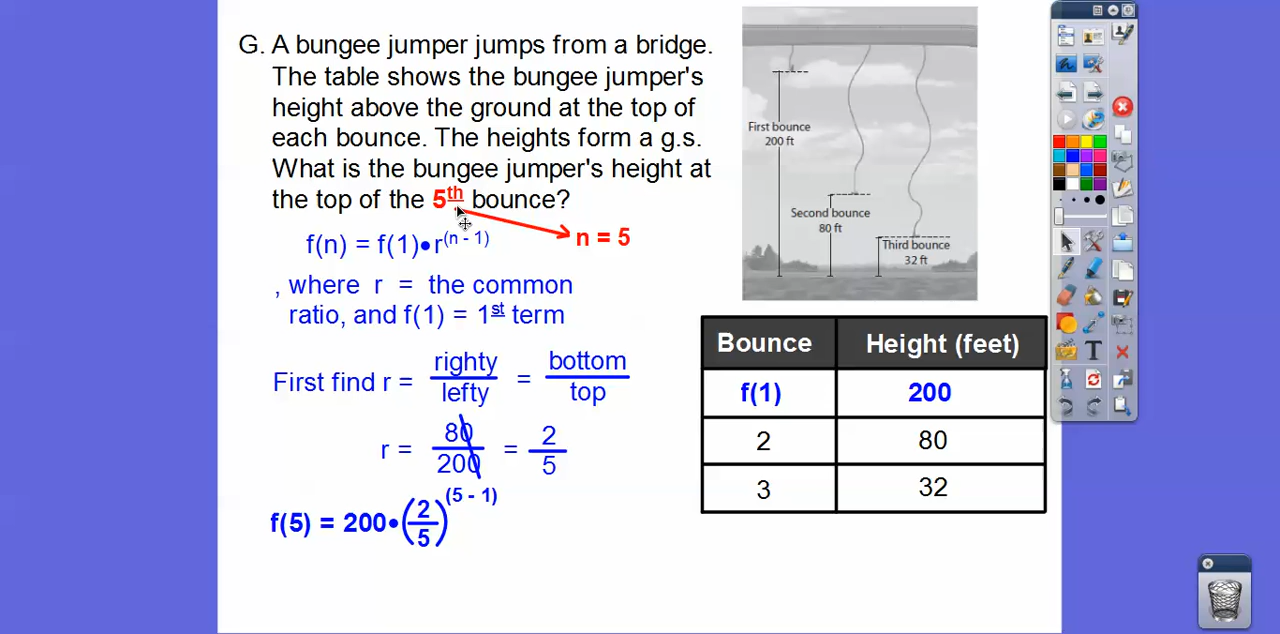 G. A bungee jumper jumps from a bridge.
The table shows the bungee jumper's
height above the ground at the top of
each bounce. The heights form a g.s.
What is the bungee jumper's height at
the top of the 5th bounce?
f(n) = f(1)•r(n - 1)
n = 5
, where r = the common
ratio, and f(1) = 1st term
First find r = righty/lefty = bottom/top
r = 80/200 = 2/5
f(5) = 200•(2/5)(5 - 1)
First bounce
200 ft
Second bounce
80 ft
Third bounce
32 ft
Bounce Height (feet)
f(1) 200
2 80
3 32
T